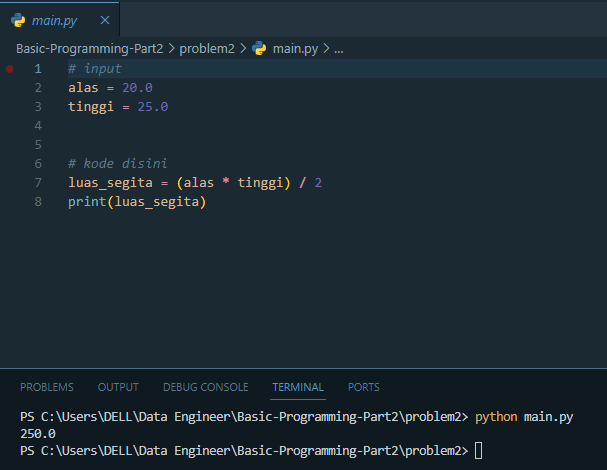 main.py
Basic-Programming-Part2 > problem2 > main.py > ...
1 # input
2 alas = 20.0
3 tinggi = 25.0
4
5
6 # kode disini
7 luas_segita = (alas * tinggi) / 2
8 print(luas_segita)
PROBLEMS OUTPUT DEBUG CONSOLE TERMINAL PORTS
PS C:\Users\DELL\Data Engineer\Basic-Programming-Part2\problem2> python main.py
250.0
PS C:\Users\DELL\Data Engineer\Basic-Programming-Part2\problem2>